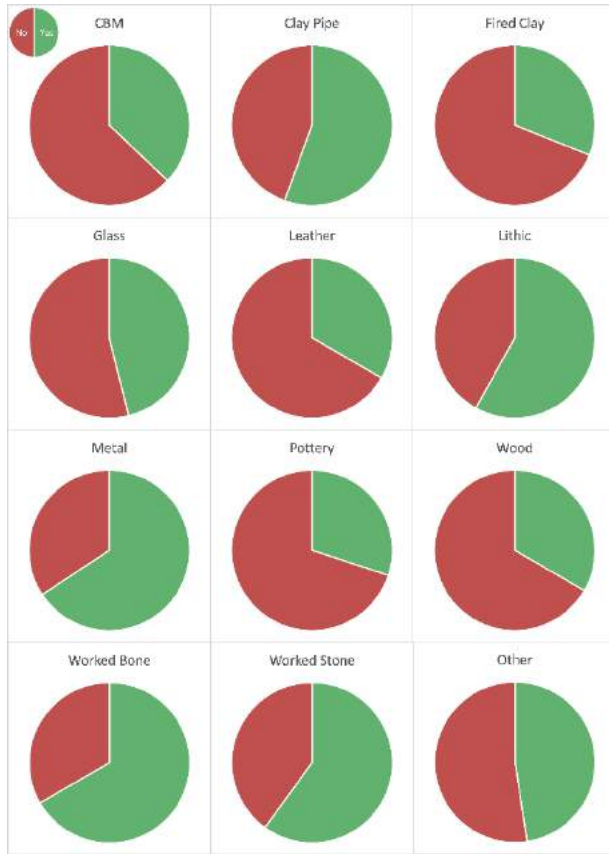 No Yes
CBM
Clay Pipe
Fired Clay
Glass
Leather
Lithic
Metal
Pottery
Wood
Worked Bone
Worked Stone
Other